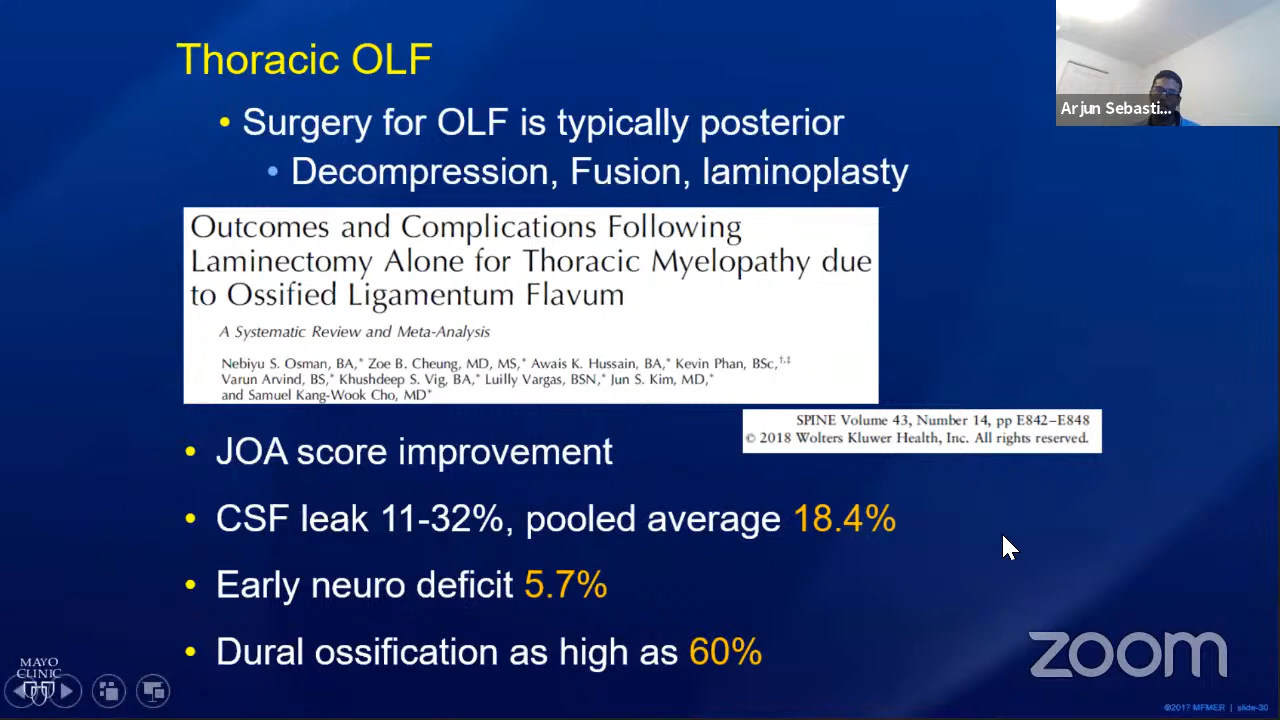 Thoracic OLF
Arjun Sebasti...
• Surgery for OLF is typically posterior
• Decompression, Fusion, laminoplasty
Outcomes and Complications Following
Laminectomy Alone for Thoracic Myelopathy due
to Ossified Ligamentum Flavum
A Systematic Review and Meta-Analysis
Nebiyu S. Osman, BA,* Zoe B. Cheung, MD, MS,* Awais K. Hussain, BA,* Kevin Phan, BSc,†,‡
Varun Arvind, BS,* Khushdeep S. Vig, BA,* Luilly Vargas, BSN,* Jun S. Kim, MD,*
and Samuel Kang-Wook Cho, MD*
SPINE Volume 43, Number 14, pp E842–E848
© 2018 Wolters Kluwer Health, Inc. All rights reserved.
• JOA score improvement
• CSF leak 11-32%, pooled average 18.4%
• Early neuro deficit 5.7%
• Dural ossification as high as 60%
MAYO
CLINIC
zoom
©2017 MFMER | slide-30